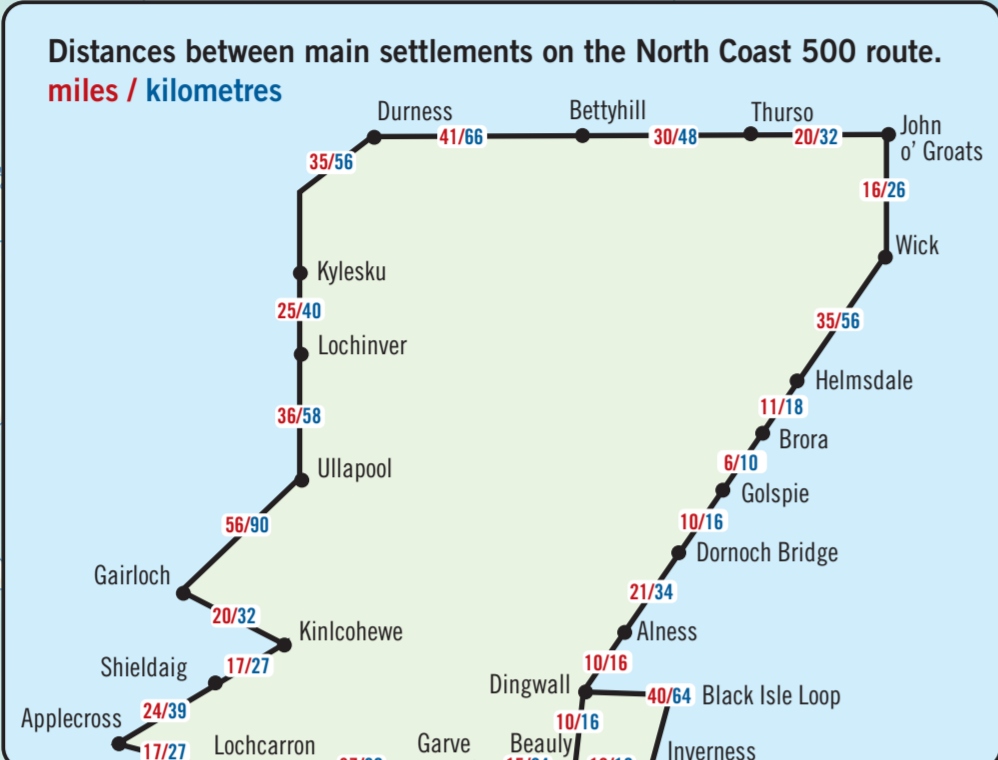 Distances between main settlements on the North Coast 500 route.
miles / kilometres
Durness
Bettyhill
Thurso
John
o' Groats
41/66
30/48
20/32
35/56
16/26
Wick
Kylesku
25/40
35/56
Lochinver
Helmsdale
11/18
36/58
Brora
6/10
Ullapool
Golspie
56/90
10/16
Dornoch Bridge
Gairloch
21/34
20/32
Kinlcohewe
Alness
Shieldaig
17/27
10/16
Dingwall
40/64
Black Isle Loop
24/39
Applecross
10/16
17/27
Lochcarron
Garve
Beauly
Inverness